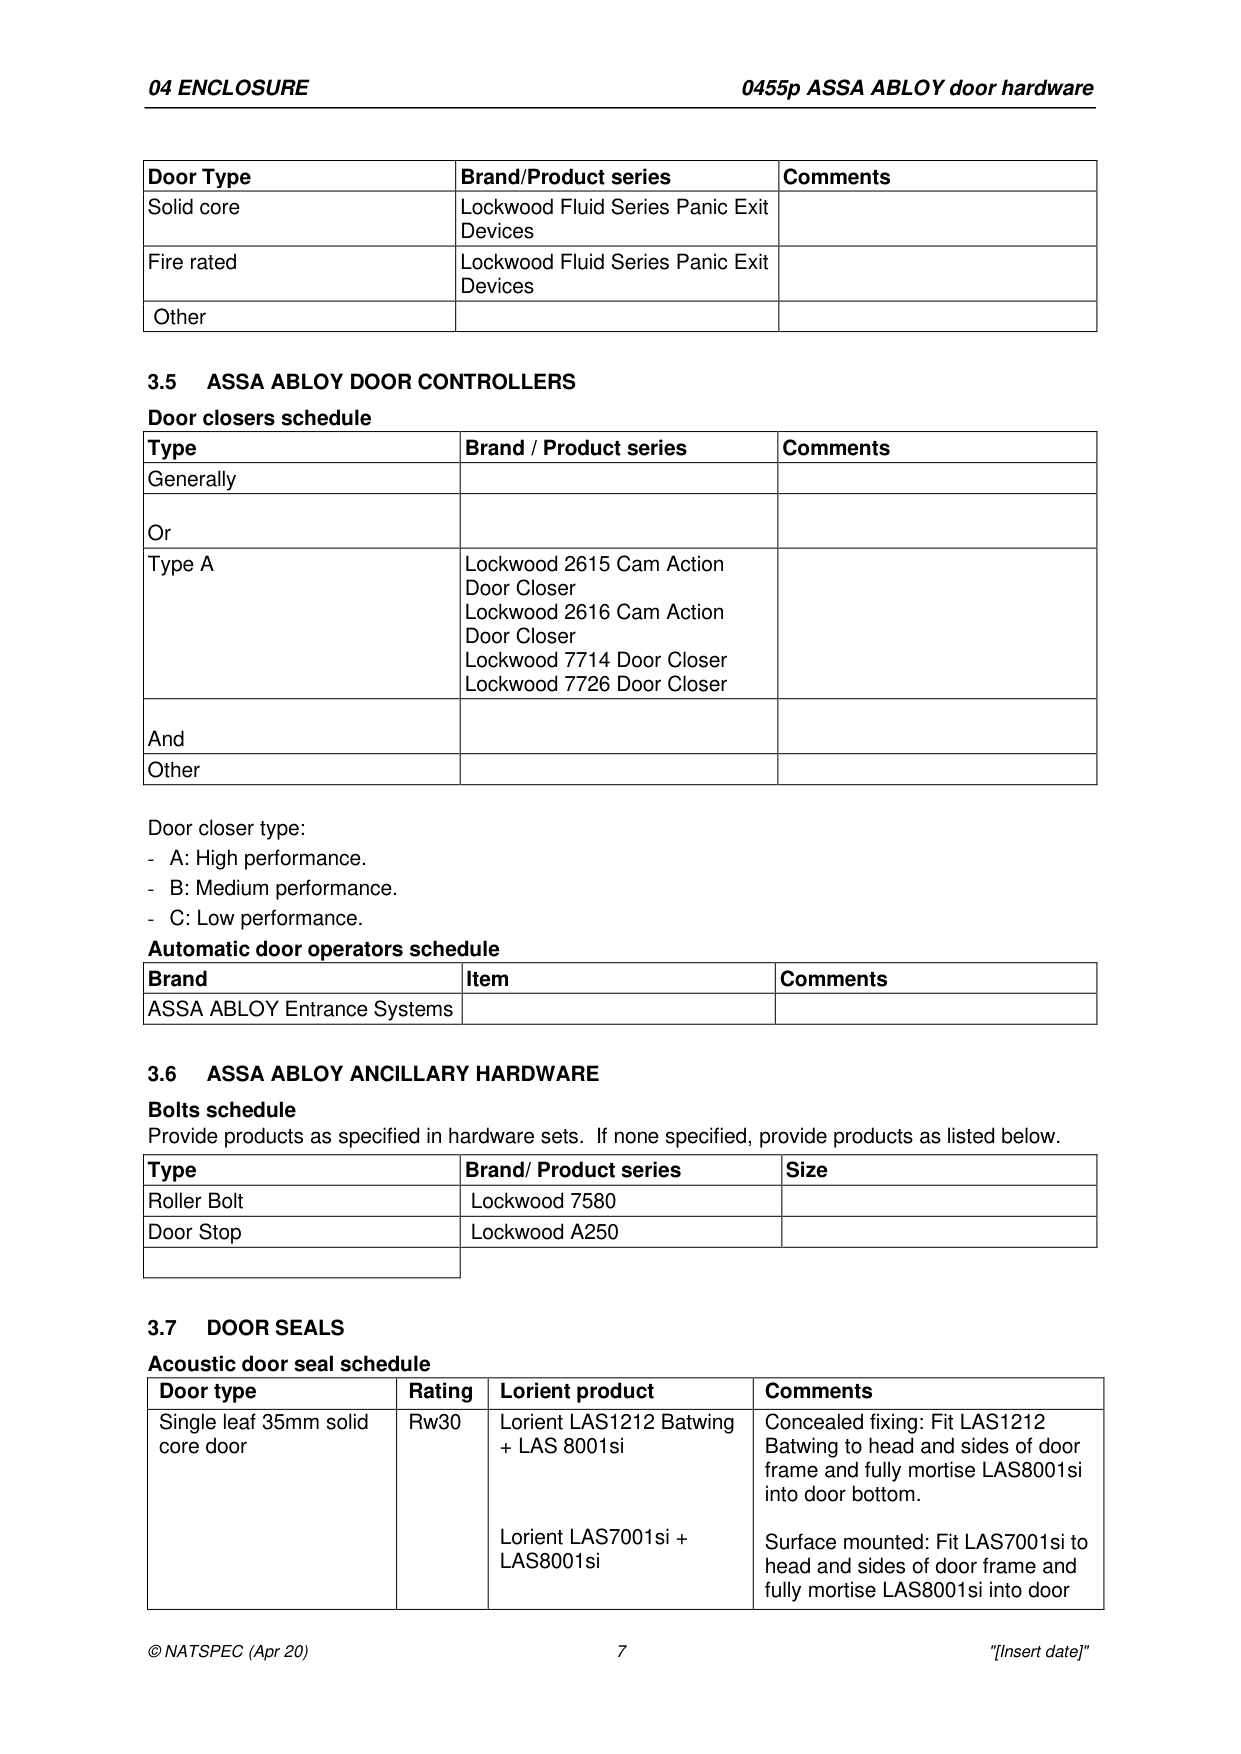 04 ENCLOSURE 0455p ASSA ABLOY door hardware
Door Type Brand/Product series Comments
Solid core Lockwood Fluid Series Panic Exit
Devices
Fire rated Lockwood Fluid Series Panic Exit
Devices
Other
3.5 ASSA ABLOY DOOR CONTROLLERS
Door closers schedule
Type Brand / Product series Comments
Generally
Or
Type A Lockwood 2615 Cam Action
Door Closer
Lockwood 2616 Cam Action
Door Closer
Lockwood 7714 Door Closer
Lockwood 7726 Door Closer
And
Other
Door closer type:
- A: High performance.
- B: Medium performance.
- C: Low performance.
Automatic door operators schedule
Brand Item Comments
ASSA ABLOY Entrance Systems
3.6 ASSA ABLOY ANCILLARY HARDWARE
Bolts schedule
Provide products as specified in hardware sets.  If none specified, provide products as listed below.
Type Brand/ Product series Size
Roller Bolt Lockwood 7580
Door Stop Lockwood A250
3.7 DOOR SEALS
Acoustic door seal schedule
Door type Rating Lorient product Comments
Single leaf 35mm solid Rw30 Lorient LAS1212 Batwing Concealed fixing: Fit LAS1212
core door + LAS 8001si Batwing to head and sides of door
frame and fully mortise LAS8001si
into door bottom.
Lorient LAS7001si + Surface mounted: Fit LAS7001si to
LAS8001si head and sides of door frame and
fully mortise LAS8001si into door
© NATSPEC (Apr 20) 7 "[Insert date]"